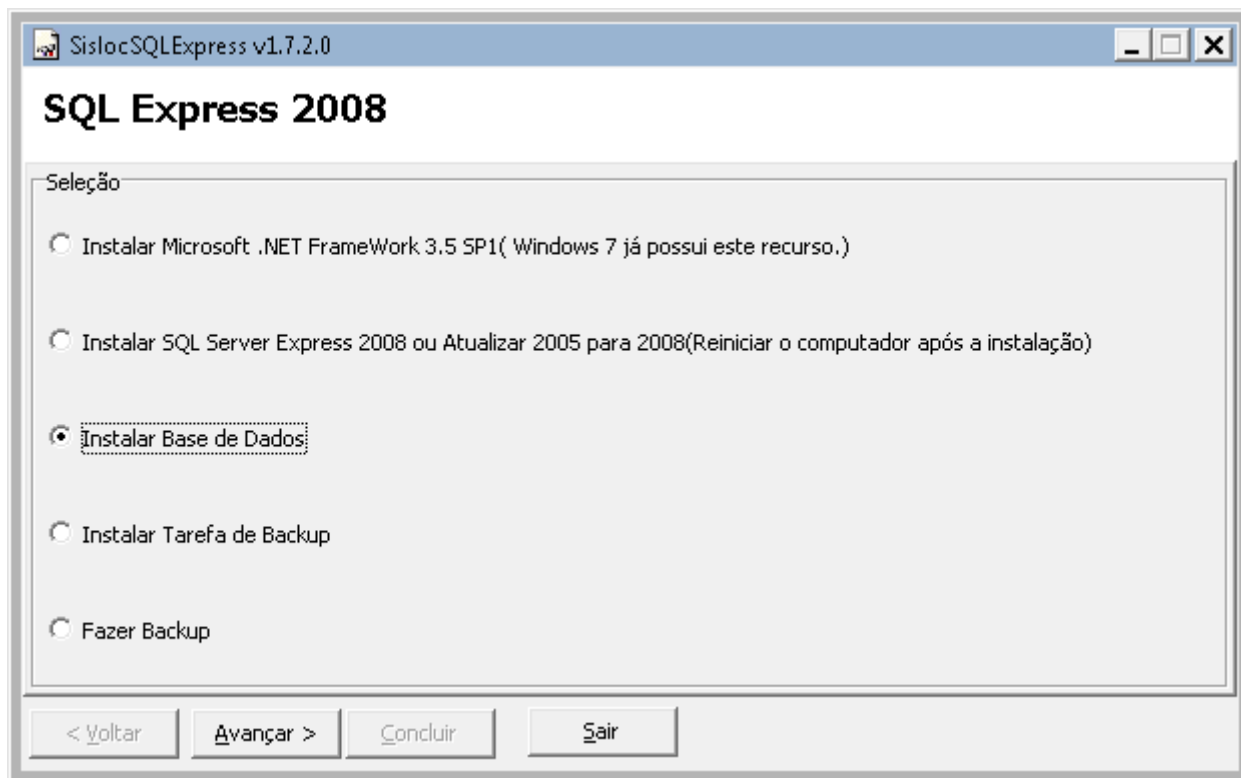 SislocSQLExpress v1.7.2.0
SQL Express 2008
Seleção
Instalar Microsoft .NET FrameWork 3.5 SP1( Windows 7 já possui este recurso.)
Instalar SQL Server Express 2008 ou Atualizar 2005 para 2008(Reiniciar o computador após a instalação)
Instalar Base de Dados
Instalar Tarefa de Backup
Fazer Backup
< Voltar Avançar > Concluir Sair